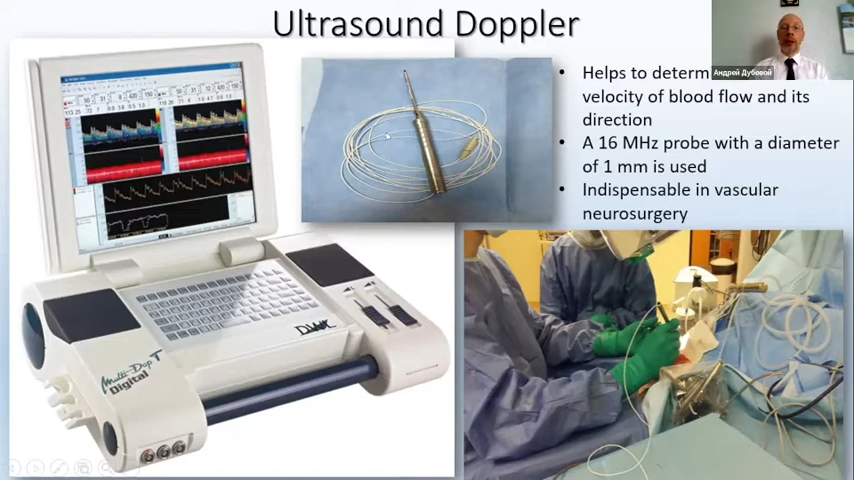 Ultrasound Doppler
Андрей Дубовой
• Helps to determ
velocity of blood flow and its
direction
• A 16 MHz probe with a diameter
of 1 mm is used
• Indispensable in vascular
neurosurgery
DWL
Multi-Dop T
Digital